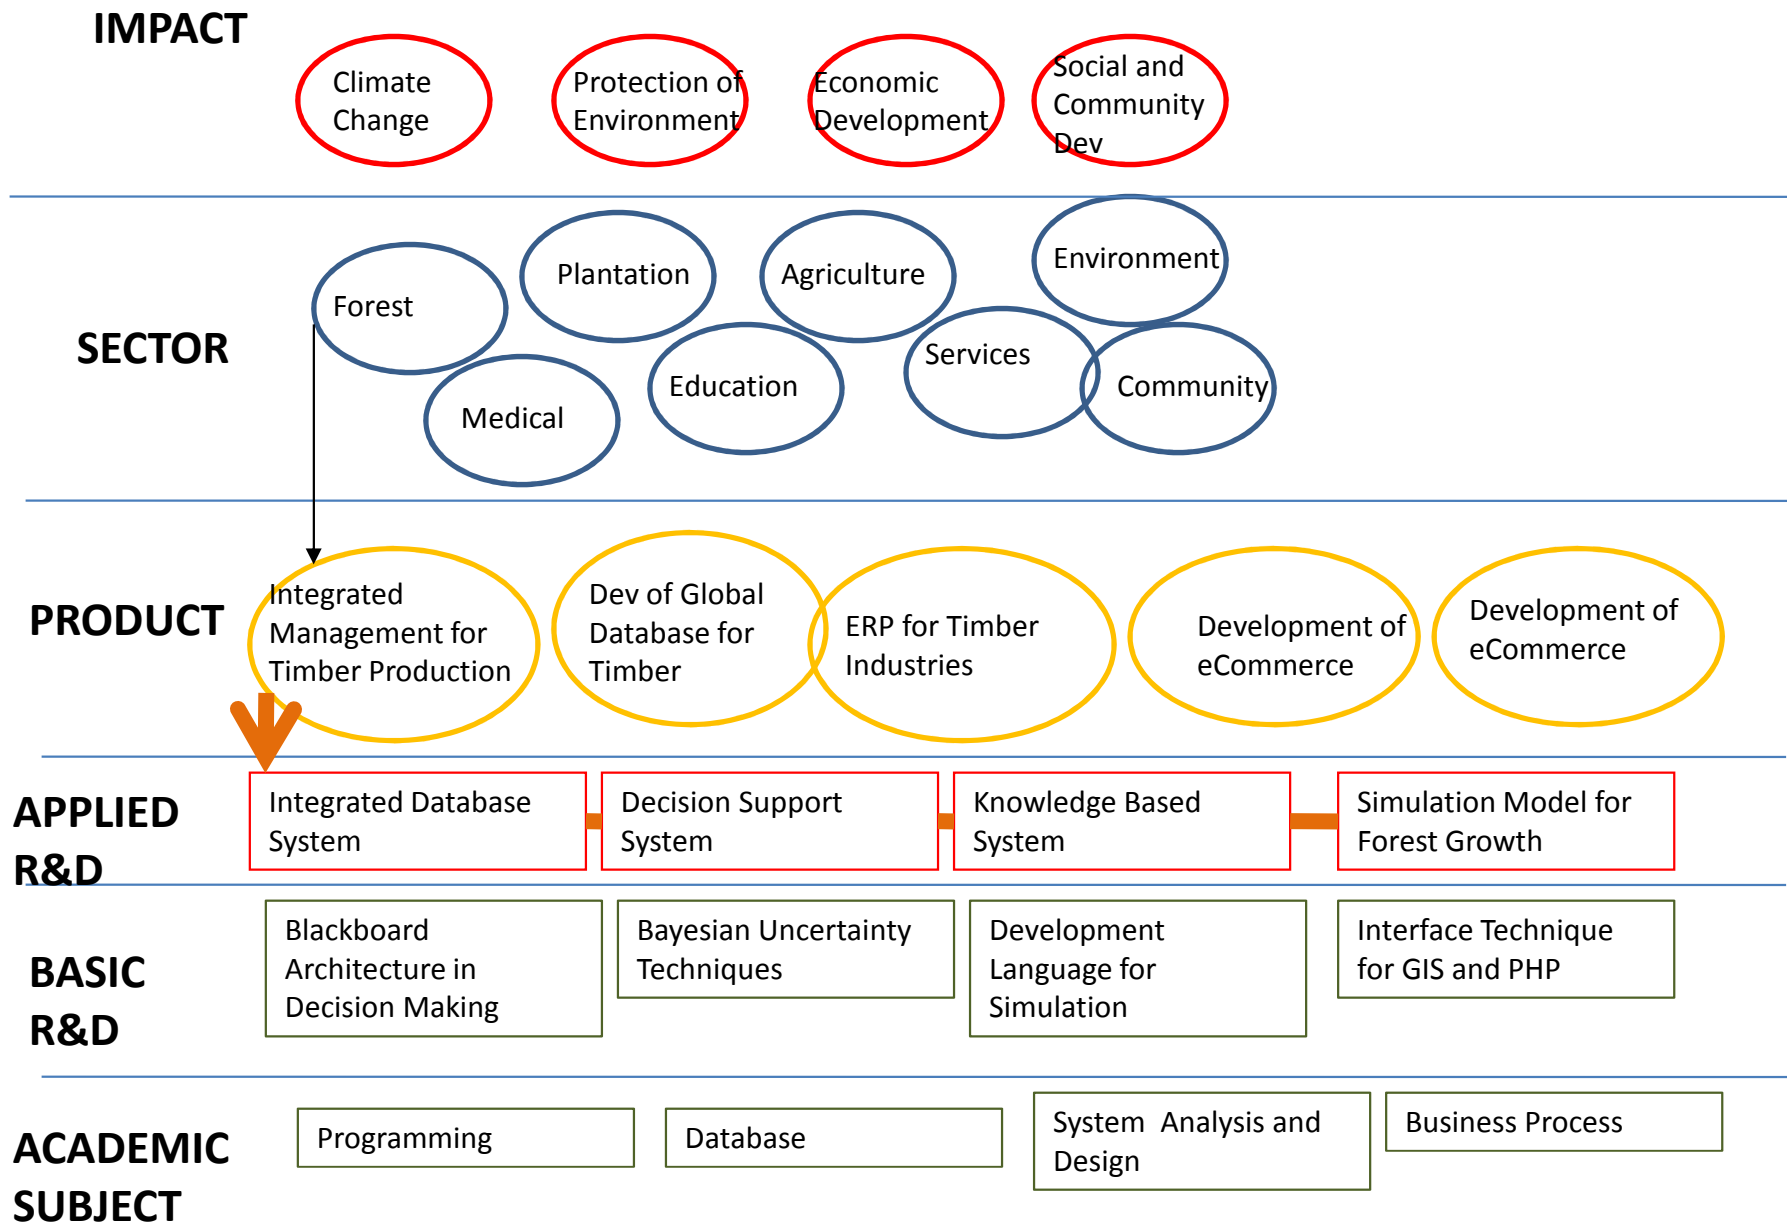 IMPACT
Climate
Change
Protection of
Environment
Economic
Development
Social and
Community
Dev
SECTOR
Forest
Plantation
Agriculture
Environment
Medical
Education
Services
Community
PRODUCT
Integrated
Management for
Timber Production
Dev of Global
Database for
Timber
ERP for Timber
Industries
Development of
eCommerce
Development of
eCommerce
APPLIED
R&D
Integrated Database
System
Decision Support
System
Knowledge Based
System
Simulation Model for
Forest Growth
BASIC
R&D
Blackboard
Architecture in
Decision Making
Bayesian Uncertainty
Techniques
Development
Language for
Simulation
Interface Technique
for GIS and PHP
ACADEMIC
SUBJECT
Programming
Database
System  Analysis and
Design
Business Process